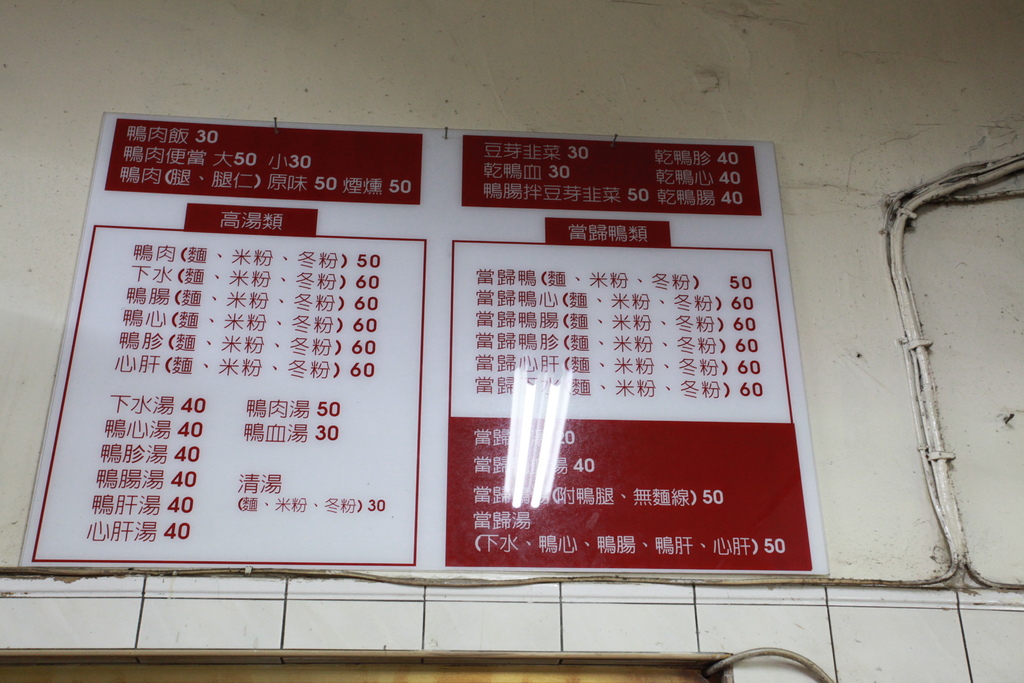 鴨肉飯 30
鴨肉便當 大50 小30
鴨肉(腿、腿仁)原味 50 煙燻 50
豆芽韭菜 30 乾鴨胗 40
乾鴨血 30 乾鴨心 40
鴨腸拌豆芽韭菜 50 乾鴨腸 40
高湯類
鴨肉(麵、米粉、冬粉) 50
下水(麵、米粉、冬粉) 60
鴨腸(麵、米粉、冬粉) 60
鴨心(麵、米粉、冬粉) 60
鴨胗(麵、米粉、冬粉) 60
心肝(麵、米粉、冬粉) 60
下水湯 40
鴨心湯 40
鴨胗湯 40
鴨腸湯 40
鴨肝湯 40
心肝湯 40
鴨肉湯 50
鴨血湯 30
清湯
(麵、米粉、冬粉) 30
當歸鴨類
當歸鴨(麵、米粉、冬粉) 50
當歸鴨心(麵、米粉、冬粉) 60
當歸鴨腸(麵、米粉、冬粉) 60
當歸鴨胗(麵、米粉、冬粉) 60
當歸心肝(麵、米粉、冬粉) 60
當歸下水(麵、米粉、冬粉) 60
當歸 20
當歸 湯 40
當歸鴨 (附鴨腿、無麵線) 50
當歸湯
(下水、鴨心、鴨腸、鴨肝、心肝) 50